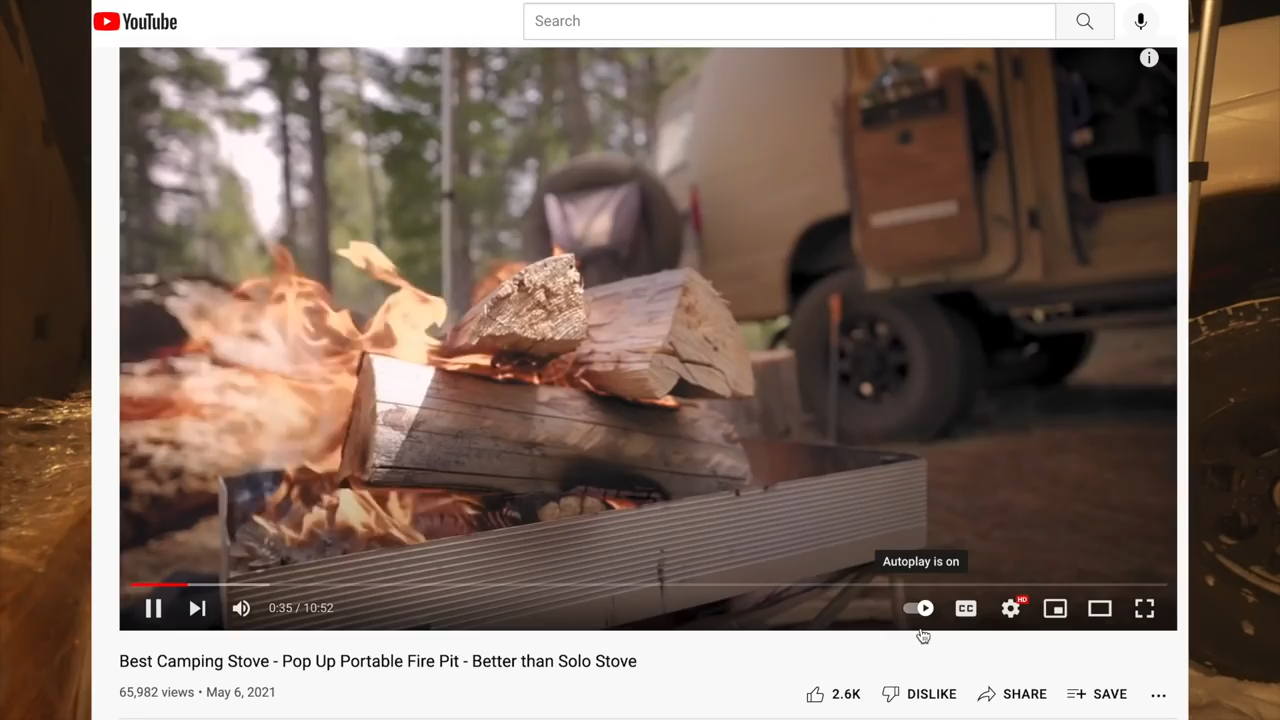 YouTube
Search
i
Autoplay is on
0:35 / 10:52
CC
HD
Best Camping Stove - Pop Up Portable Fire Pit - Better than Solo Stove
65,982 views • May 6, 2021
2.6K
DISLIKE
SHARE
SAVE